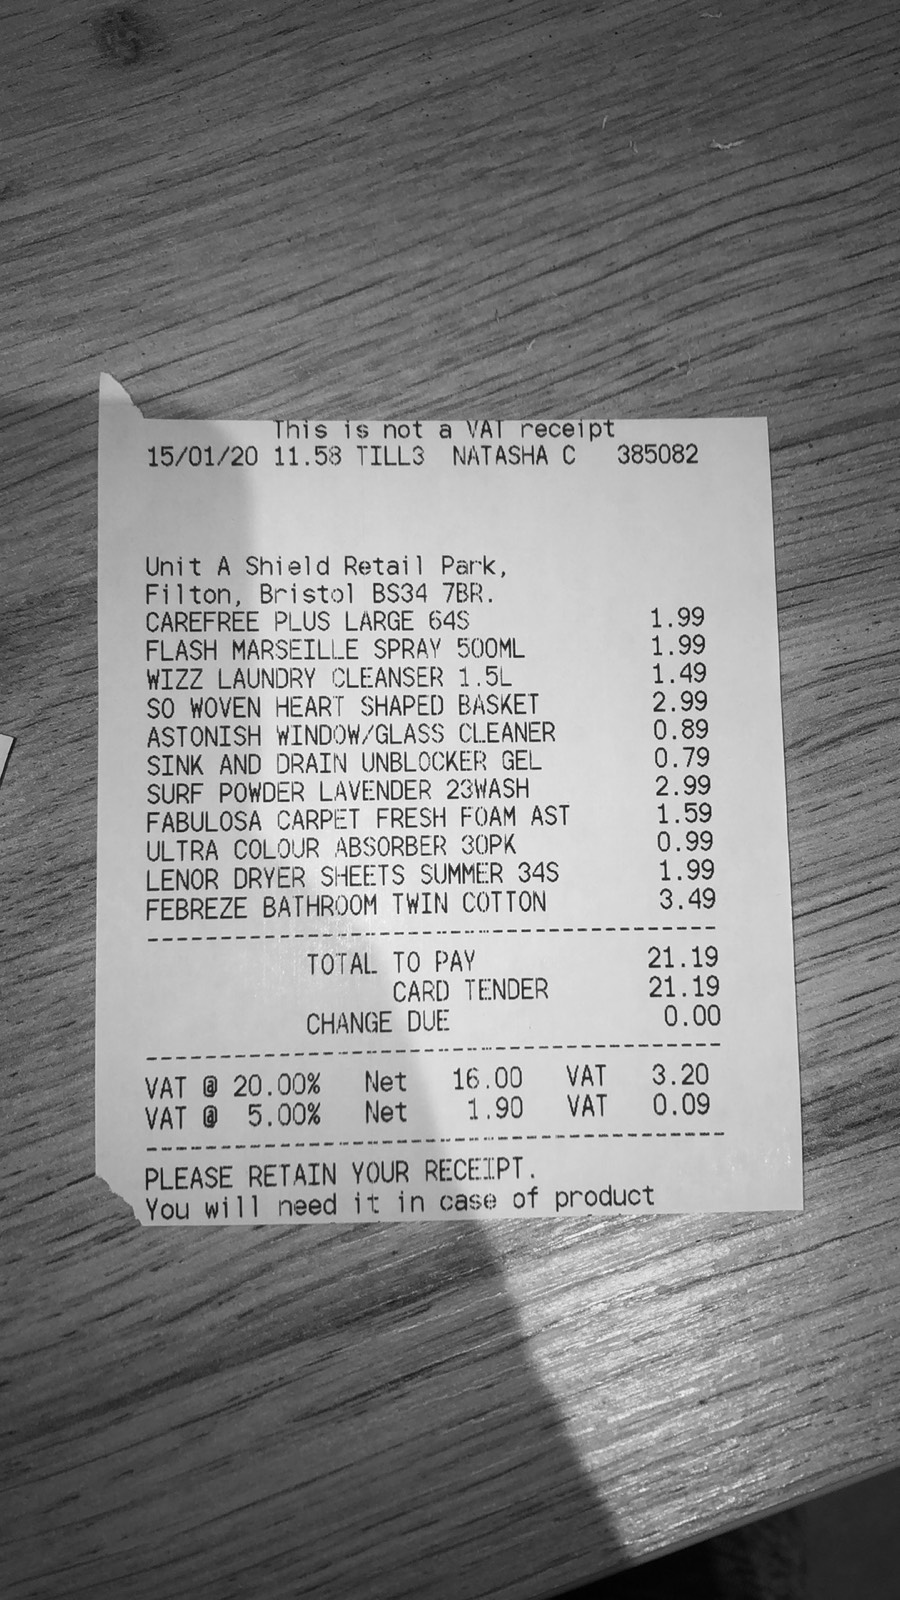 This is not a VAT receipt
15/01/20 11.58 TILL3 NATASHA C 385082
Unit A Shield Retail Park,
Filton, Bristol BS34 7BR.
CAREFREE PLUS LARGE 64S 1.99
FLASH MARSEILLE SPRAY 500ML 1.99
WIZZ LAUNDRY CLEANSER 1.5L 1.49
SO WOVEN HEART SHAPED BASKET 2.99
ASTONISH WINDOW/GLASS CLEANER 0.89
SINK AND DRAIN UNBLOCKER GEL 0.79
SURF POWDER LAVENDER 23WASH 2.99
FABULOSA CARPET FRESH FOAM AST 1.59
ULTRA COLOUR ABSORBER 30PK 0.99
LENOR DRYER SHEETS SUMMER 34S 1.99
FEBREZE BATHROOM TWIN COTTON 3.49
TOTAL TO PAY 21.19
CARD TENDER 21.19
CHANGE DUE 0.00
VAT @ 20.00% Net 16.00 VAT 3.20
VAT @ 5.00% Net 1.90 VAT 0.09
PLEASE RETAIN YOUR RECEIPT.
You will need it in case of product